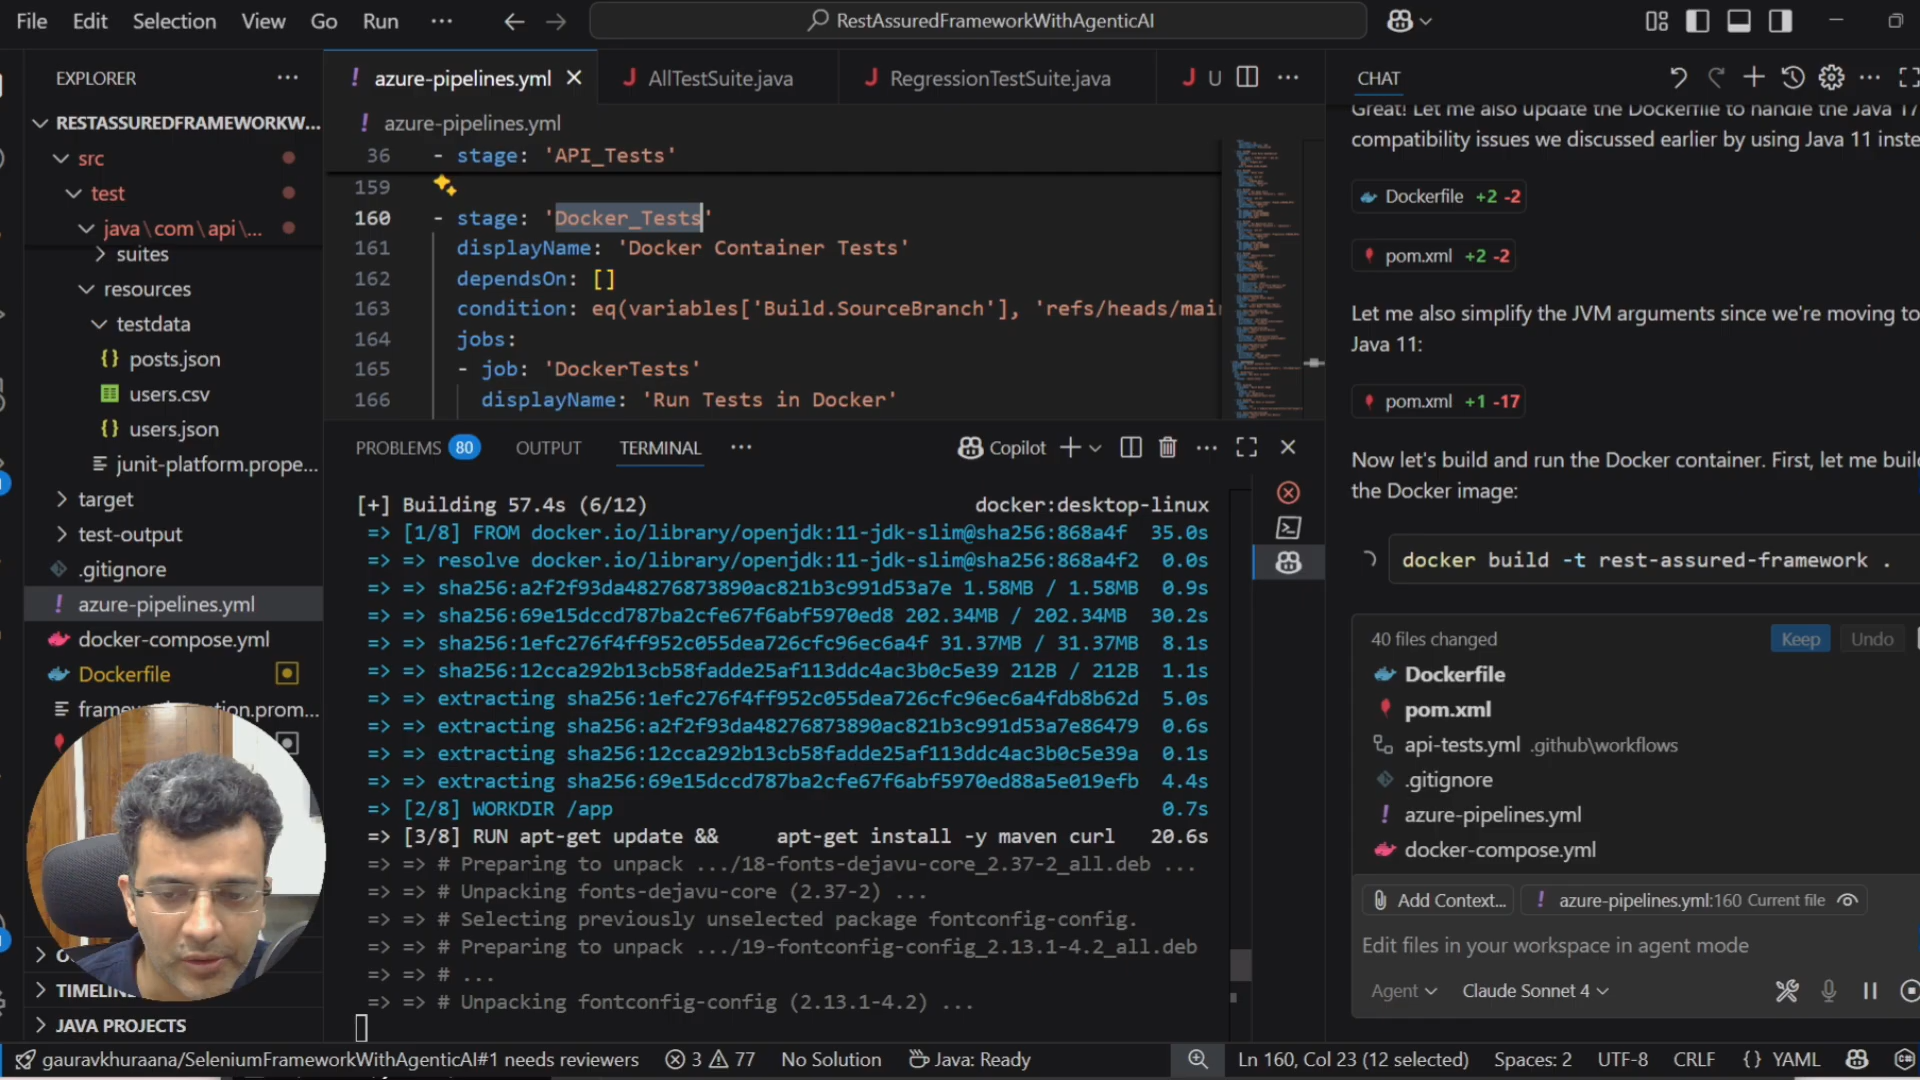 File Edit Selection View Go Run ··· RestAssuredFrameworkWithAgenticAI
EXPLORER ···
RESTASSUREDFRAMEWORKW...
src
test
java\com\api\...
suites
resources
testdata
posts.json
users.csv
users.json
junit-platform.prope...
target
test-output
.gitignore
azure-pipelines.yml
docker-compose.yml
Dockerfile
TIMELIN
JAVA PROJECTS
azure-pipelines.yml AllTestSuite.java RegressionTestSuite.java U ···
azure-pipelines.yml
36 - stage: 'API_Tests'
159
160 - stage: 'Docker_Tests'
161 displayName: 'Docker Container Tests'
162 dependsOn: []
163 condition: eq(variables['Build.SourceBranch'], 'refs/heads/mai
164 jobs:
165 - job: 'DockerTests'
166 displayName: 'Run Tests in Docker'
PROBLEMS 80 OUTPUT TERMINAL ··· Copilot ···
[+] Building 57.4s (6/12) docker:desktop-linux
=> [1/8] FROM docker.io/library/openjdk:11-jdk-slim@sha256:868a4f 35.0s
=> => resolve docker.io/library/openjdk:11-jdk-slim@sha256:868a4f2 0.0s
=> => sha256:a2f2f93da48276873890ac821b3c991d53a7e 1.58MB / 1.58MB 0.9s
=> => sha256:69e15dccd787ba2cfe67f6abf5970ed8 202.34MB / 202.34MB 30.2s
=> => sha256:1efc276f4ff952c055dea726cfc96ec6a4f 31.37MB / 31.37MB 8.1s
=> => sha256:12cca292b13cb58fadde25af113ddc4ac3b0c5e39 212B / 212B 1.1s
=> => extracting sha256:1efc276f4ff952c055dea726cfc96ec6a4fdb8b62d 5.0s
=> => extracting sha256:a2f2f93da48276873890ac821b3c991d53a7e86479 0.6s
=> => extracting sha256:12cca292b13cb58fadde25af113ddc4ac3b0c5e39a 0.1s
=> => extracting sha256:69e15dccd787ba2cfe67f6abf5970ed88a5e019efb 4.4s
=> [2/8] WORKDIR /app 0.7s
=> [3/8] RUN apt-get update && apt-get install -y maven curl 20.6s
=> => # Preparing to unpack .../18-fonts-dejavu-core_2.37-2_all.deb ...
=> => # Unpacking fonts-dejavu-core (2.37-2) ...
=> => # Selecting previously unselected package fontconfig-config.
=> => # Preparing to unpack .../19-fontconfig-config_2.13.1-4.2_all.deb
=> => # ...
=> => # Unpacking fontconfig-config (2.13.1-4.2) ...
CHAT ···
Great! Let me also update the Dockerfile to handle the Java 17
compatibility issues we discussed earlier by using Java 11 inste
Dockerfile +2 -2
pom.xml +2 -2
Let me also simplify the JVM arguments since we're moving to
Java 11:
pom.xml +1 -17
Now let's build and run the Docker container. First, let me buil
the Docker image:
docker build -t rest-assured-framework .
40 files changed Keep Undo
Dockerfile
pom.xml
api-tests.yml .github\workflows
.gitignore
azure-pipelines.yml
docker-compose.yml
Add Context... azure-pipelines.yml:160 Current file
Edit files in your workspace in agent mode
Agent Claude Sonnet 4
gauravkhuraana/SeleniumFrameworkWithAgenticAI#1 needs reviewers 3 77 No Solution Java: Ready Ln 160, Col 23 (12 selected) Spaces: 2 UTF-8 CRLF {} YAML